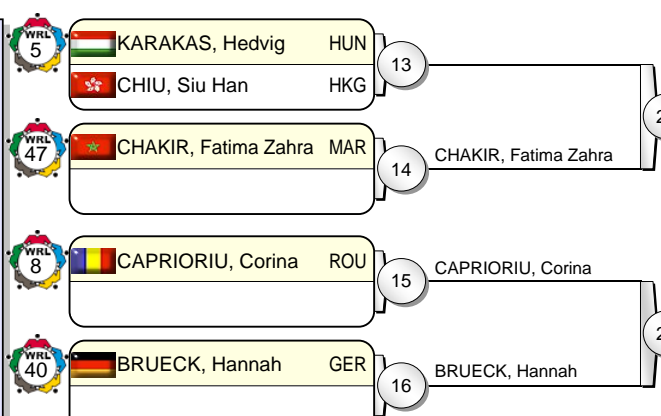 WRL
5
KARAKAS, Hedvig HUN
CHIU, Siu Han HKG
13
WRL
47
CHAKIR, Fatima Zahra MAR
14
CHAKIR, Fatima Zahra
WRL
8
CAPRIORIU, Corina ROU
15
CAPRIORIU, Corina
WRL
40
BRUECK, Hannah GER
16
BRUECK, Hannah